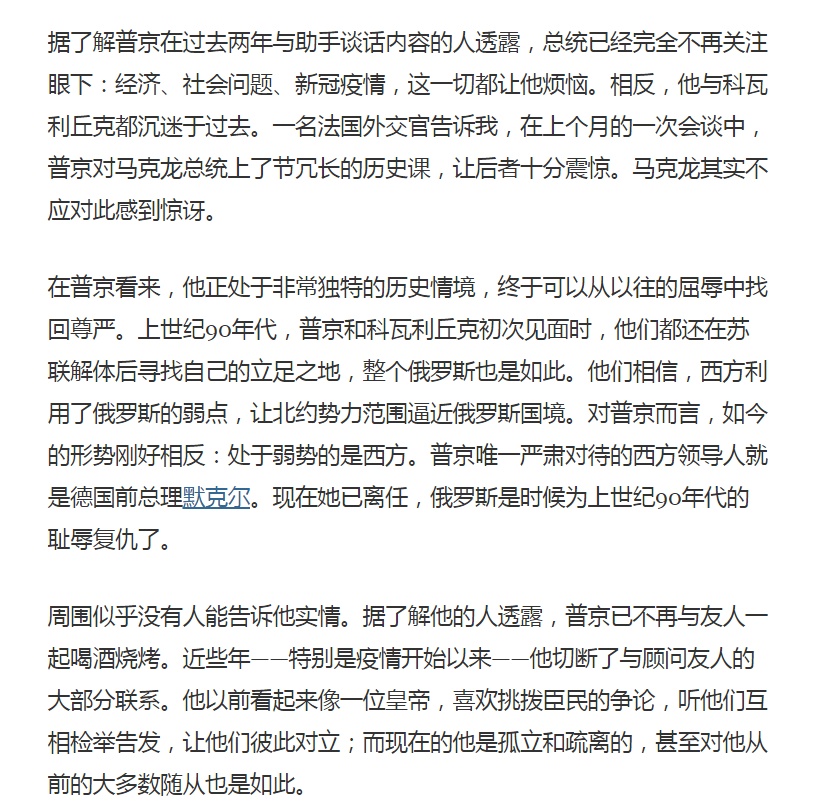 据了解普京在过去两年与助手谈话内容的人透露，总统已经完全不再关注
眼下：经济、社会问题、新冠疫情，这一切都让他烦恼。相反，他与科瓦
利丘克都沉迷于过去。一名法国外交官告诉我，在上个月的一次会谈中，
普京对马克龙总统上了节冗长的历史课，让后者十分震惊。马克龙其实不
应对此感到惊讶。
在普京看来，他正处于非常独特的历史情境，终于可以从以往的屈辱中找
回尊严。上世纪90年代，普京和科瓦利丘克初次见面时，他们都还在苏
联解体后寻找自己的立足之地，整个俄罗斯也是如此。他们相信，西方利
用了俄罗斯的弱点，让北约势力范围逼近俄罗斯国境。对普京而言，如今
的形势刚好相反：处于弱势的是西方。普京唯一严肃对待的西方领导人就
是德国前总理默克尔。现在她已离任，俄罗斯是时候为上世纪90年代的
耻辱复仇了。
周围似乎没有人能告诉他实情。据了解他的人透露，普京已不再与友人一
起喝酒烧烤。近些年——特别是疫情开始以来——他切断了与顾问友人的
大部分联系。他以前看起来像一位皇帝，喜欢挑拨臣民的争论，听他们互
相检举告发，让他们彼此对立；而现在的他是孤立和疏离的，甚至对他从
前的大多数随从也是如此。